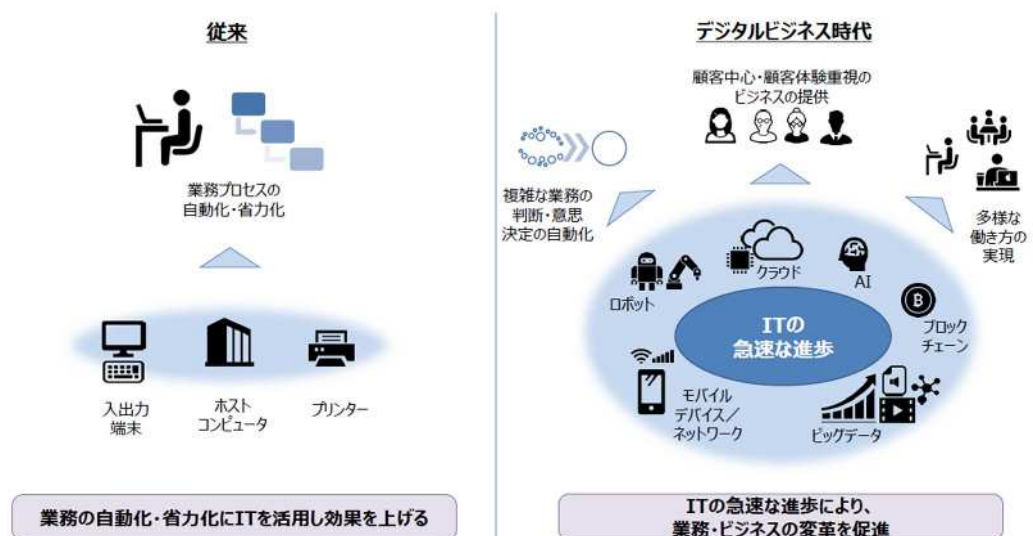 従来
業務プロセスの
自動化・省力化
入出力
端末
ホスト
コンピュータ
プリンター
業務の自動化・省力化にITを活用し効果を上げる
デジタルビジネス時代
顧客中心・顧客体験重視の
ビジネスの提供
複雑な業務の
判断・意思
決定の自動化
多様な
働き方の
実現
クラウド
AI
ロボット
ITの
急速な進歩
ブロック
チェーン
モバイル
デバイス／
ネットワーク
ビッグデータ
ITの急速な進歩により、
業務・ビジネスの変革を促進